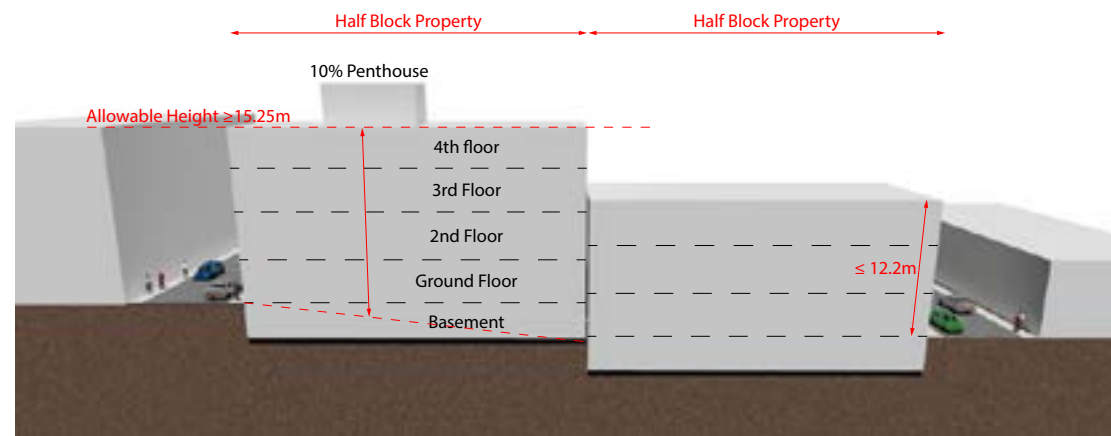 Half Block Property
Half Block Property
10% Penthouse
Allowable Height ≥15.25m
4th floor
3rd Floor
2nd Floor
≤ 12.2m
Ground Floor
Basement